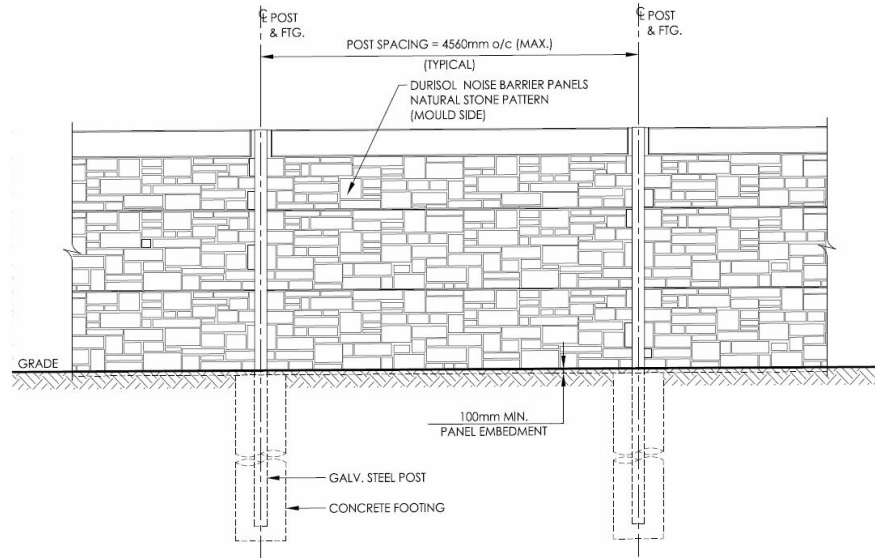 ℄ POST
& FTG.
℄ POST
& FTG.
POST SPACING = 4560mm o/c (MAX.)
(TYPICAL)
DURISOL NOISE BARRIER PANELS
NATURAL STONE PATTERN
(MOULD SIDE)
GRADE
100mm MIN.
PANEL EMBEDMENT
GALV. STEEL POST
CONCRETE FOOTING